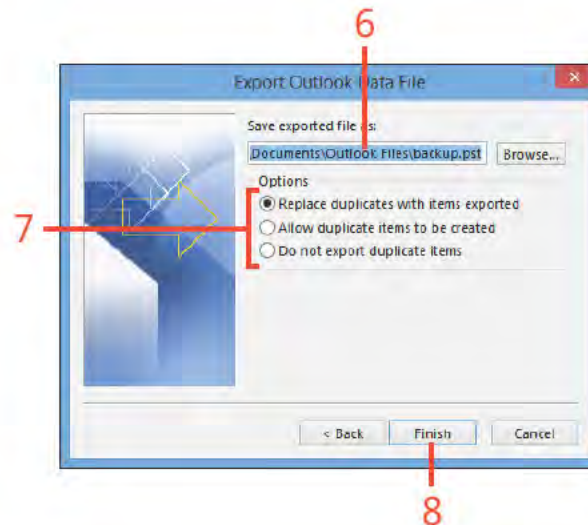 6
Export Outlook Data File
Save exported file as:
Documents\Outlook Files\backup.pst
Browse...
Options
Replace duplicates with items exported
7
Allow duplicate items to be created
Do not export duplicate items
< Back
Finish
Cancel
8